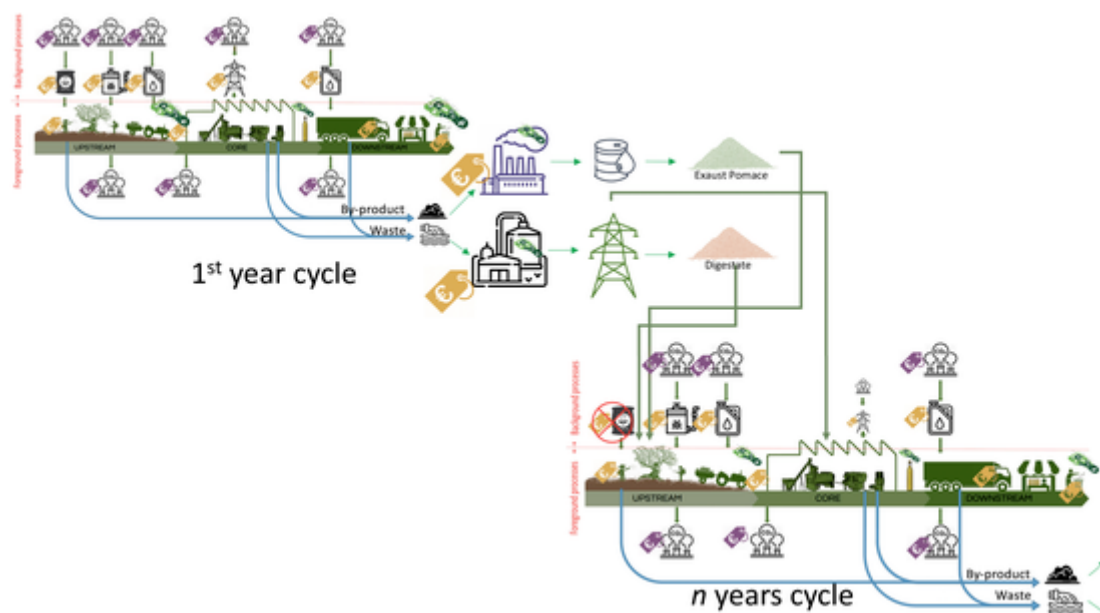 Background processes
Foreground processes
UPSTREAM
CORE
DOWNSTREAM
By-product
Waste
1st year cycle
€
€
Exaust Pomace
Digestate
Background processes
Foreground processes
UPSTREAM
CORE
DOWNSTREAM
By-product
Waste
n years cycle